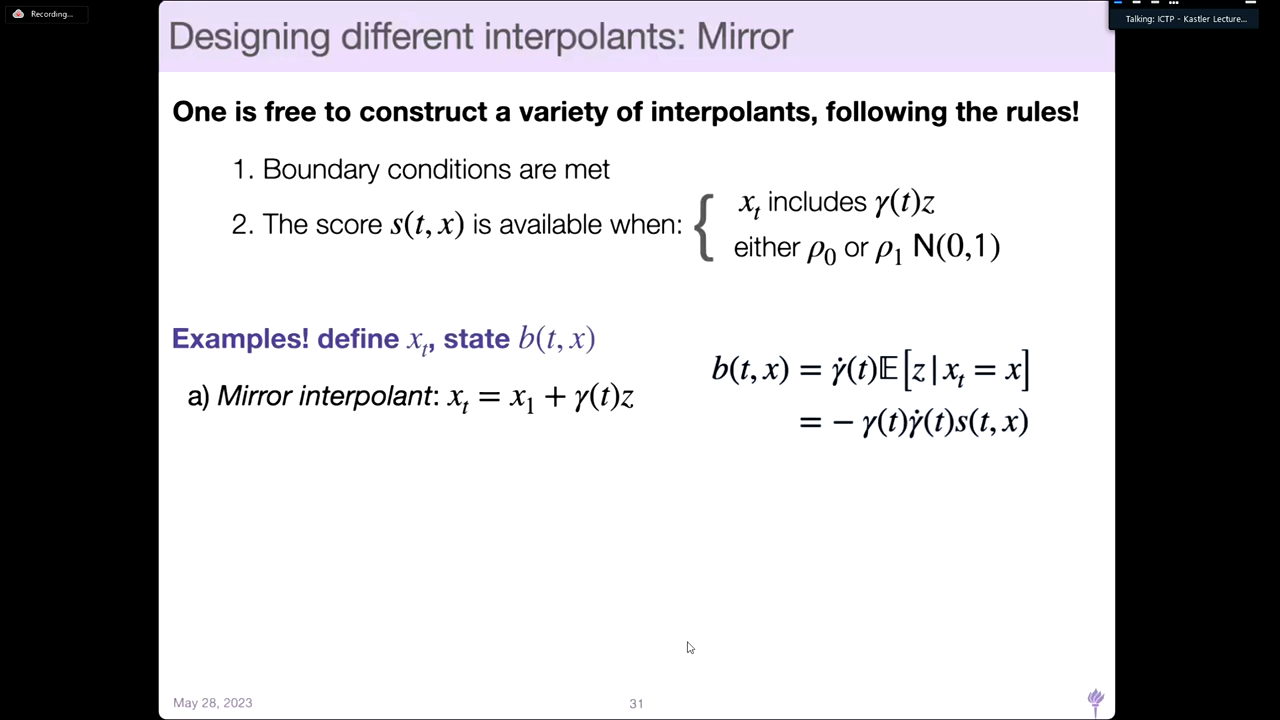 Recording...
Talking: ICTP - Kastler Lecture...
Designing different interpolants: Mirror
One is free to construct a variety of interpolants, following the rules!
1. Boundary conditions are met
2. The score s(t, x) is available when: { xₜ includes γ(t)z
either ρ₀ or ρ₁ N(0,1)
Examples! define xₜ, state b(t, x)
a) Mirror interpolant: xₜ = x₁ + γ(t)z
b(t, x) = γ̇(t)𝔼[z | xₜ = x]
= − γ(t)γ̇(t)s(t, x)
May 28, 2023
31